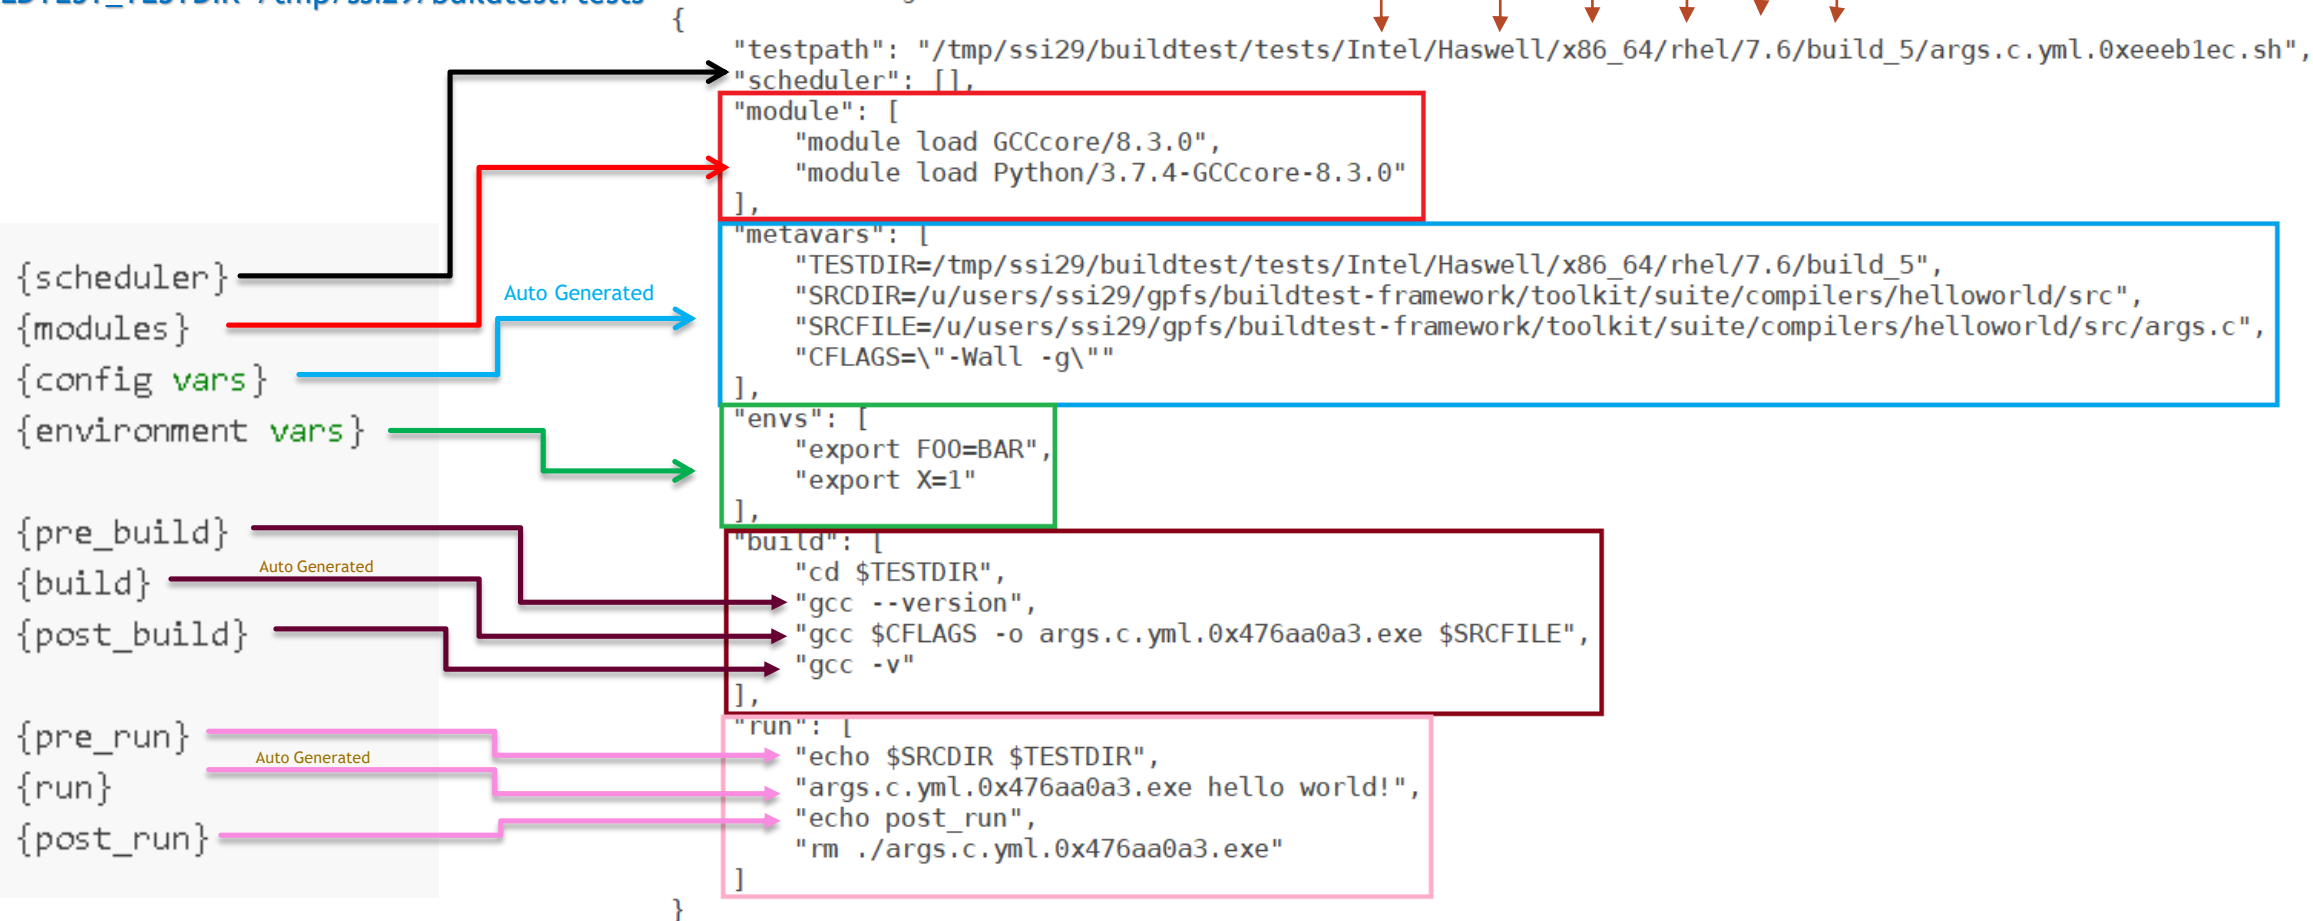 /tmp/ssi29/buildtest/tests
{
"testpath": "/tmp/ssi29/buildtest/tests/Intel/Haswell/x86_64/rhel/7.6/build_5/args.c.yml.0xeeeb1ec.sh",
"scheduler": [],
"module": [
"module load GCCcore/8.3.0",
"module load Python/3.7.4-GCCcore-8.3.0"
],
"metavars": [
"TESTDIR=/tmp/ssi29/buildtest/tests/Intel/Haswell/x86_64/rhel/7.6/build_5",
"SRCDIR=/u/users/ssi29/gpfs/buildtest-framework/toolkit/suite/compilers/helloworld/src",
"SRCFILE=/u/users/ssi29/gpfs/buildtest-framework/toolkit/suite/compilers/helloworld/src/args.c",
"CFLAGS=\"-Wall -g\""
],
"envs": [
"export FOO=BAR",
"export X=1"
],
"build": [
"cd $TESTDIR",
"gcc --version",
"gcc $CFLAGS -o args.c.yml.0x476aa0a3.exe $SRCFILE",
"gcc -v"
],
"run": [
"echo $SRCDIR $TESTDIR",
"args.c.yml.0x476aa0a3.exe hello world!",
"echo post_run",
"rm ./args.c.yml.0x476aa0a3.exe"
]
}
{scheduler}
{modules}
Auto Generated
{config vars}
{environment vars}
{pre_build}
Auto Generated
{build}
{post_build}
{pre_run}
Auto Generated
{run}
{post_run}